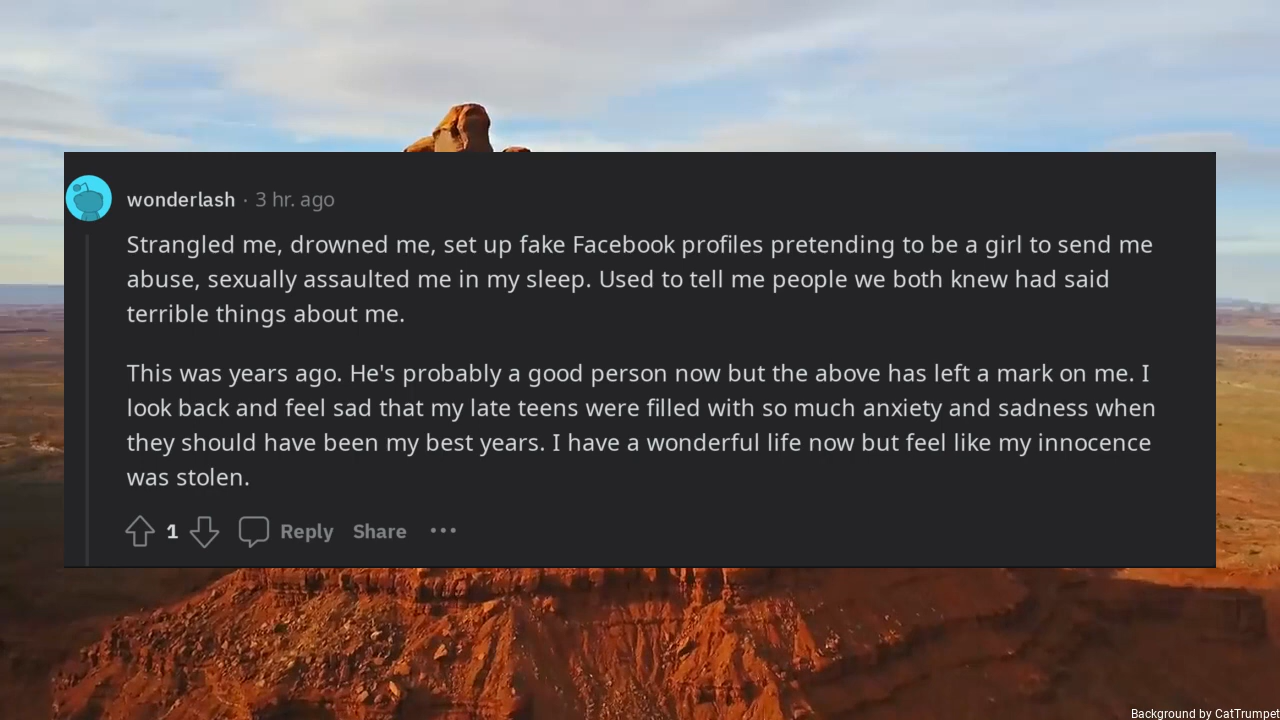 wonderlash · 3 hr. ago
Strangled me, drowned me, set up fake Facebook profiles pretending to be a girl to send me
abuse, sexually assaulted me in my sleep. Used to tell me people we both knew had said
terrible things about me.
This was years ago. He's probably a good person now but the above has left a mark on me. I
look back and feel sad that my late teens were filled with so much anxiety and sadness when
they should have been my best years. I have a wonderful life now but feel like my innocence
was stolen.
1 Reply Share ···
Background by CatTrumpet